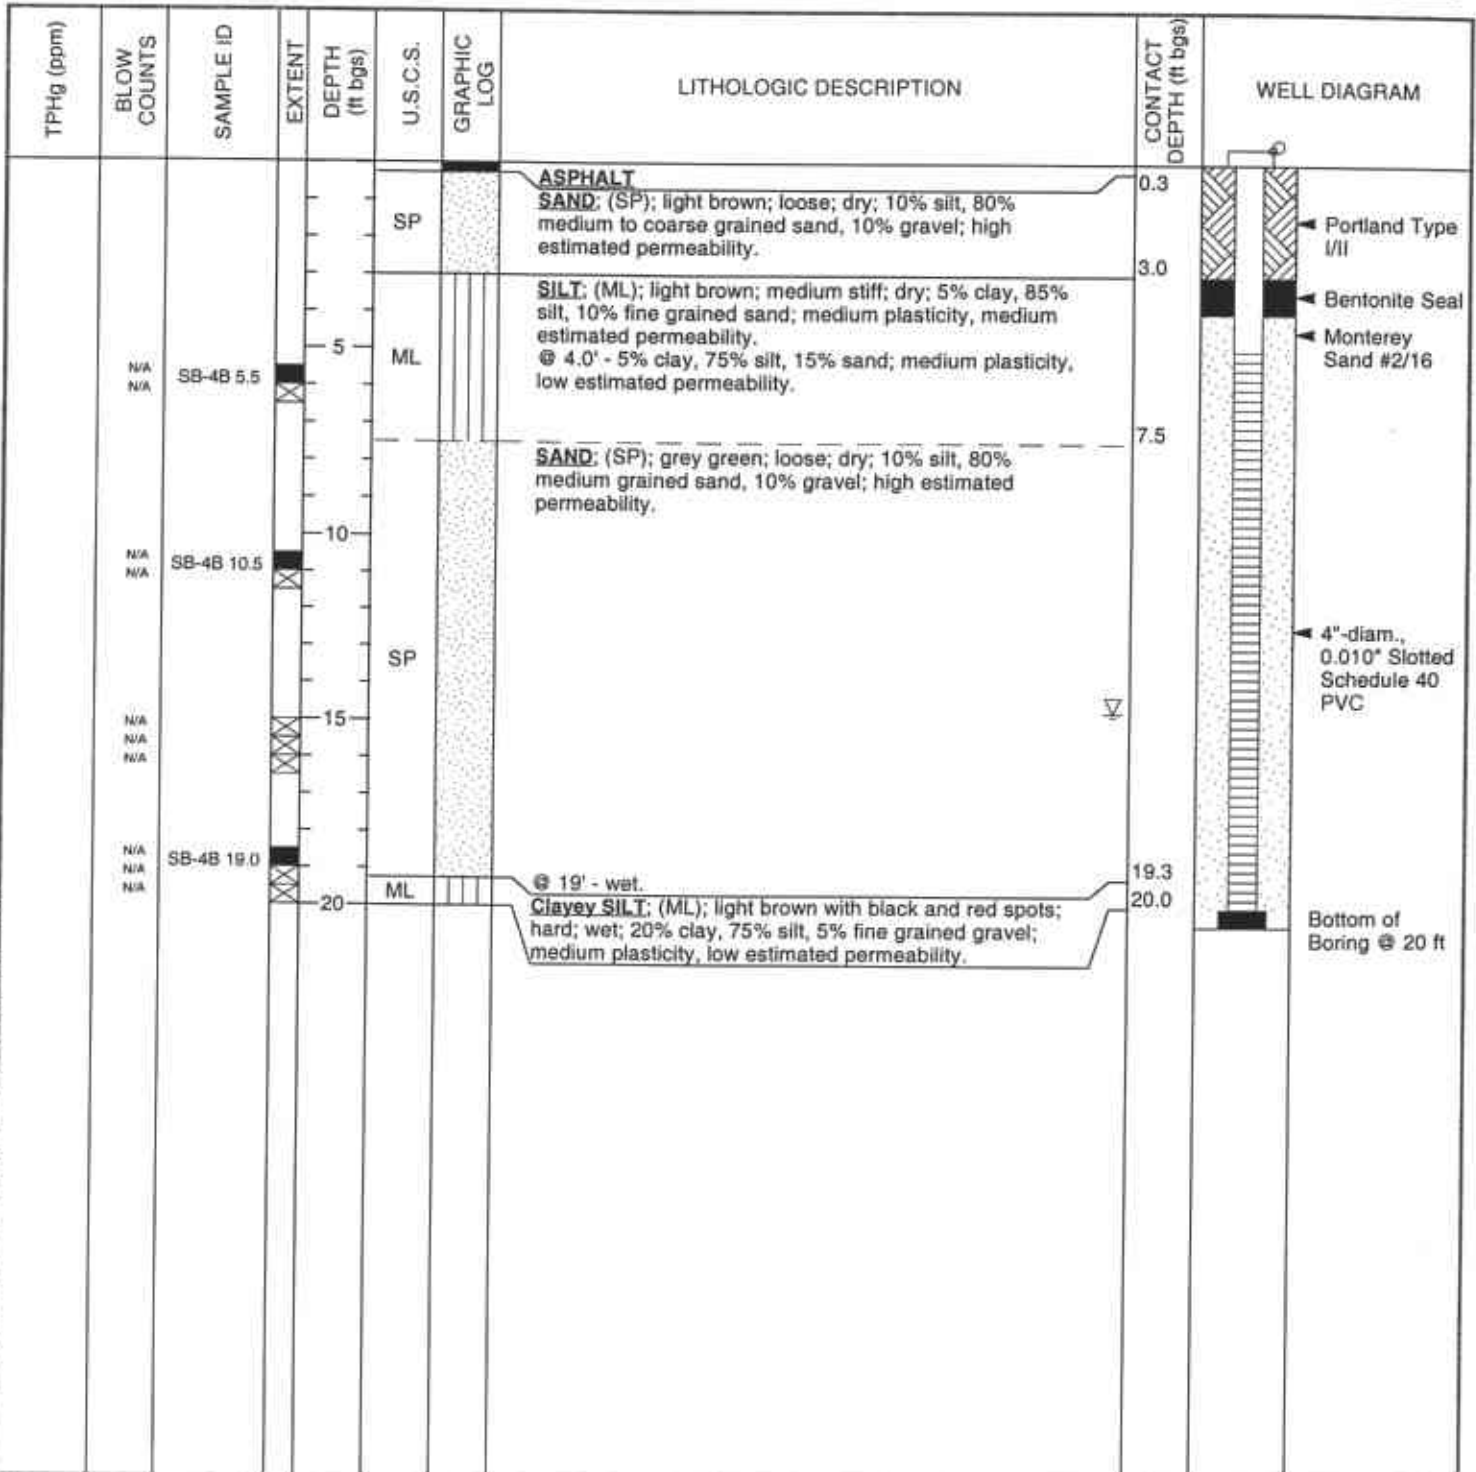 TPHg (ppm)
BLOW
COUNTS
SAMPLE ID
EXTENT
DEPTH
(ft bgs)
U.S.C.S.
GRAPHIC
LOG
LITHOLOGIC DESCRIPTION
CONTACT
DEPTH (ft bgs)
WELL DIAGRAM
ASPHALT
0.3
SP
SAND: (SP); light brown; loose; dry; 10% silt, 80%
medium to coarse grained sand, 10% gravel; high
estimated permeability.
3.0
Portland Type
I/II
SILT: (ML); light brown; medium stiff; dry; 5% clay, 85%
silt, 10% fine grained sand; medium plasticity, medium
estimated permeability.
@ 4.0' - 5% clay, 75% silt, 15% sand; medium plasticity,
low estimated permeability.
Bentonite Seal
Monterey
Sand #2/16
5
ML
N/A
N/A
SB-4B 5.5
7.5
SAND: (SP); grey green; loose; dry; 10% silt, 80%
medium grained sand, 10% gravel; high estimated
permeability.
10
N/A
N/A
SB-4B 10.5
SP
4"-diam.,
0.010" Slotted
Schedule 40
PVC
15
N/A
N/A
N/A
N/A
N/A
N/A
SB-4B 19.0
@ 19' - wet.
19.3
ML
20
20.0
Clayey SILT: (ML); light brown with black and red spots;
hard; wet; 20% clay, 75% silt, 5% fine grained gravel;
medium plasticity, low estimated permeability.
Bottom of
Boring @ 20 ft